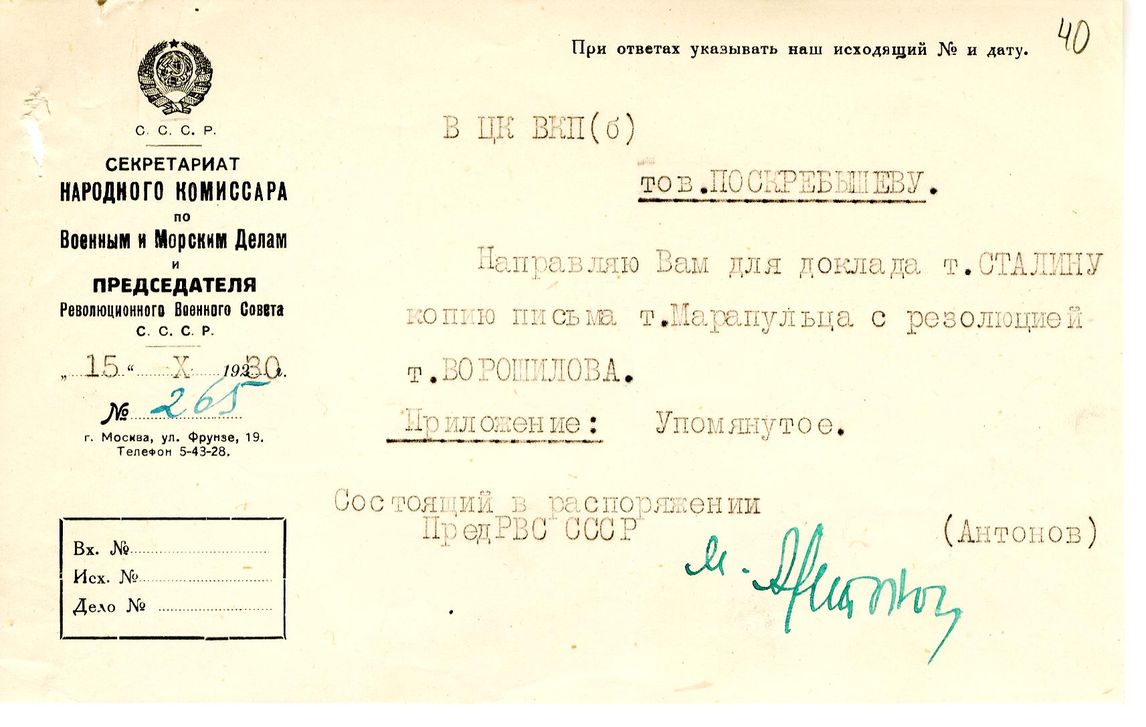 При ответах указывать наш исходящий № и дату.
40
С. С. С. Р.
СЕКРЕТАРИАТ
НАРОДНОГО КОМИССАРА
по
Военным и Морским Делам
и
ПРЕДСЕДАТЕЛЯ
Революционного Военного Совета
С. С. С. Р.
„ 15 “ X 1930 г.
№ 265
г. Москва, ул. Фрунзе, 19.
Телефон 5-43-28.
Вх. №
Исх. №
Дело №
В ЦК ВКП(б)
тов.ПОСКРЕБЫШЕВУ.
Направляю Вам для доклада т.СТАЛИНУ
копию письма т.Марапульца с резолюцией
т.ВОРОШИЛОВА.
Приложение: Упомянутое.
Состоящий в распоряжении
ПредРВС СССР (Антонов)
М. Антонов